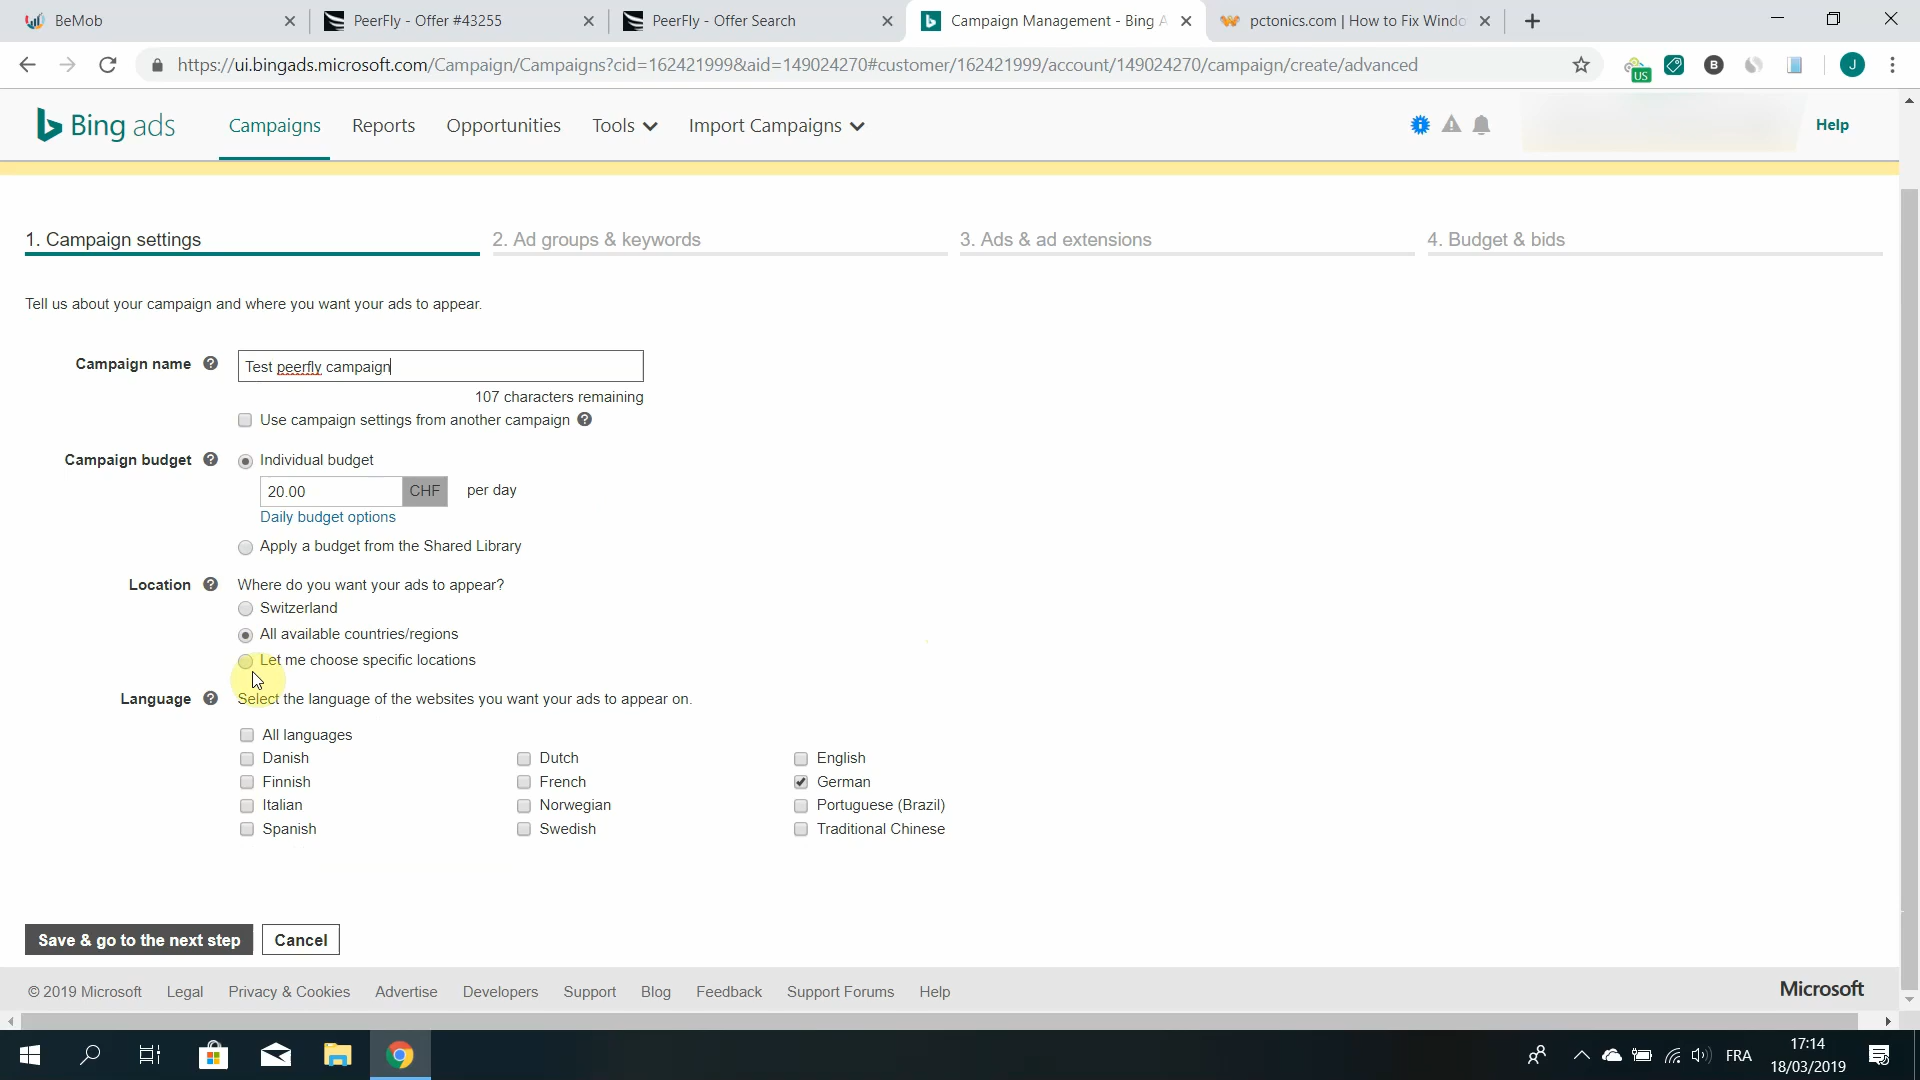 BeMob
PeerFly - Offer #43255
PeerFly - Offer Search
Campaign Management - Bing A
pctonics.com | How to Fix Windo
https://ui.bingads.microsoft.com/Campaign/Campaigns?cid=162421999&aid=149024270#customer/162421999/account/149024270/campaign/create/advanced
US
B
J
Bing ads
Campaigns
Reports
Opportunities
Tools
Import Campaigns
Help
1. Campaign settings
2. Ad groups & keywords
3. Ads & ad extensions
4. Budget & bids
Tell us about your campaign and where you want your ads to appear.
Campaign name
Test peerfly campaign
107 characters remaining
Use campaign settings from another campaign
Campaign budget
Individual budget
20.00 CHF per day
Daily budget options
Apply a budget from the Shared Library
Location
Where do you want your ads to appear?
Switzerland
All available countries/regions
Let me choose specific locations
Language
Select the language of the websites you want your ads to appear on.
All languages
Danish Dutch English
Finnish French German
Italian Norwegian Portuguese (Brazil)
Spanish Swedish Traditional Chinese
Save & go to the next step
Cancel
© 2019 Microsoft Legal Privacy & Cookies Advertise Developers Support Blog Feedback Support Forums Help
Microsoft
FRA
17:14
18/03/2019